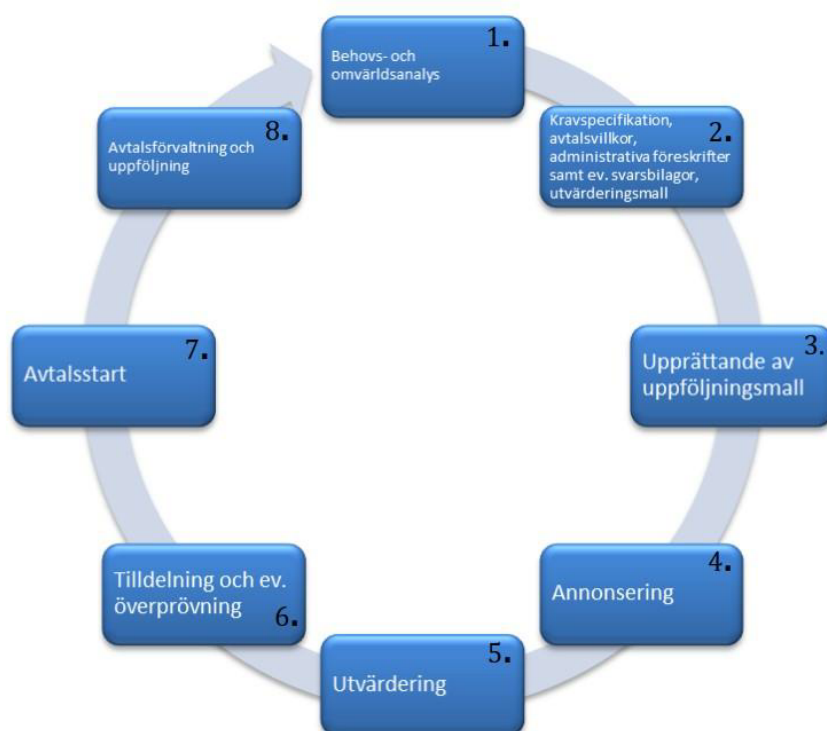 1.
Behovs- och
omvärldsanalys
2.
Kravspecifikation,
avtalsvillkor,
administrativa föreskrifter
samt ev. svarsbilagor,
utvärderingsmall
3.
Upprättande av
uppföljningsmall
4.
Annonsering
5.
Utvärdering
6.
Tilldelning och ev.
överprövning
7.
Avtalsstart
8.
Avtalsförvaltning och
uppföljning